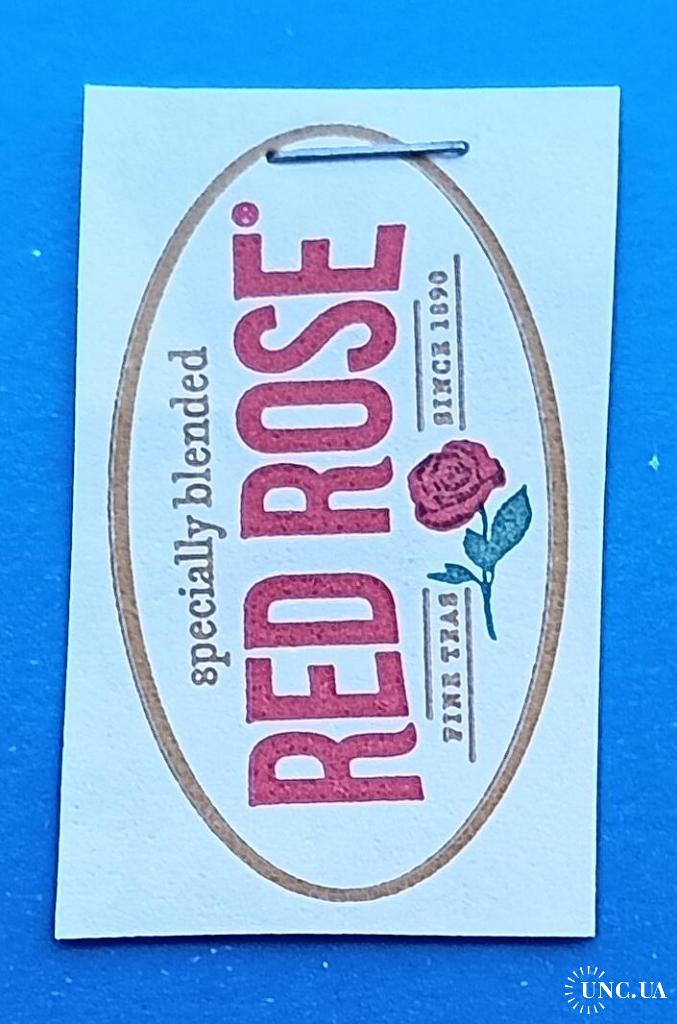 specially blended
RED ROSE
FINE TEAS SINCE 1890
UNC.UA